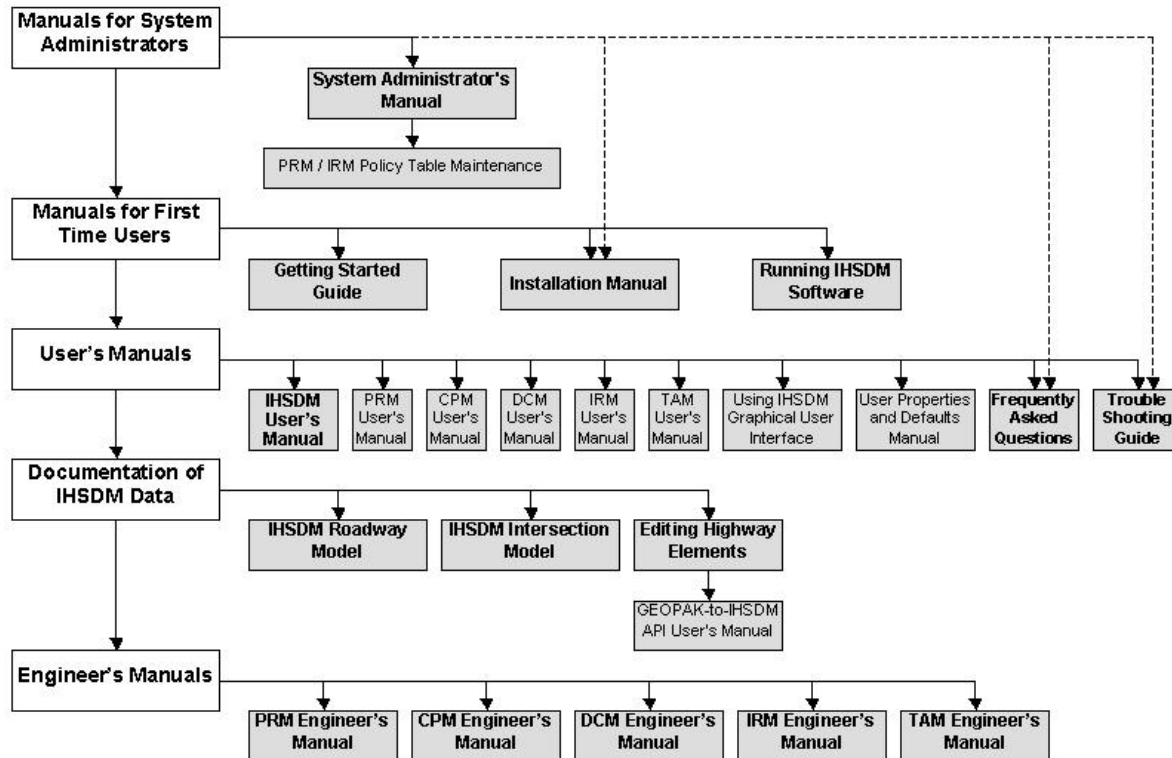 Manuals for System
Administrators
System Administrator's
Manual
PRM / IRM Policy Table Maintenance
Manuals for First
Time Users
Getting Started
Guide
Installation Manual
Running IHSDM
Software
User's Manuals
IHSDM
User's
Manual
PRM
User's
Manual
CPM
User's
Manual
DCM
User's
Manual
IRM
User's
Manual
TAM
User's
Manual
Using IHSDM
Graphical User
Interface
User Properties
and Defaults
Manual
Frequently
Asked
Questions
Trouble
Shooting
Guide
Documentation of
IHSDM Data
IHSDM Roadway
Model
IHSDM Intersection
Model
Editing Highway
Elements
GEOPAK-to-IHSDM
API User's Manual
Engineer's Manuals
PRM Engineer's
Manual
CPM Engineer's
Manual
DCM Engineer's
Manual
IRM Engineer's
Manual
TAM Engineer's
Manual